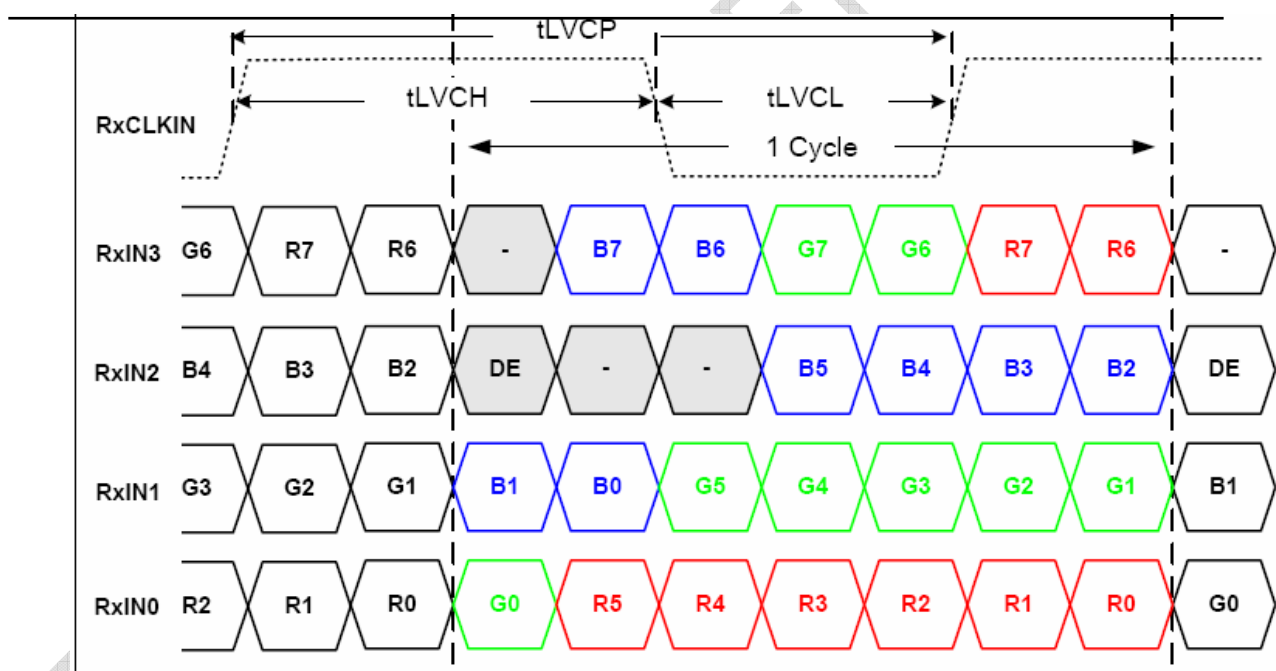 tLVCP
tLVCH tLVCL
RxCLKIN
1 Cycle
RxIN3 G6 R7 R6 - B7 B6 G7 G6 R7 R6 -
RxIN2 B4 B3 B2 DE - - B5 B4 B3 B2 DE
RxIN1 G3 G2 G1 B1 B0 G5 G4 G3 G2 G1 B1
RxIN0 R2 R1 R0 G0 R5 R4 R3 R2 R1 R0 G0